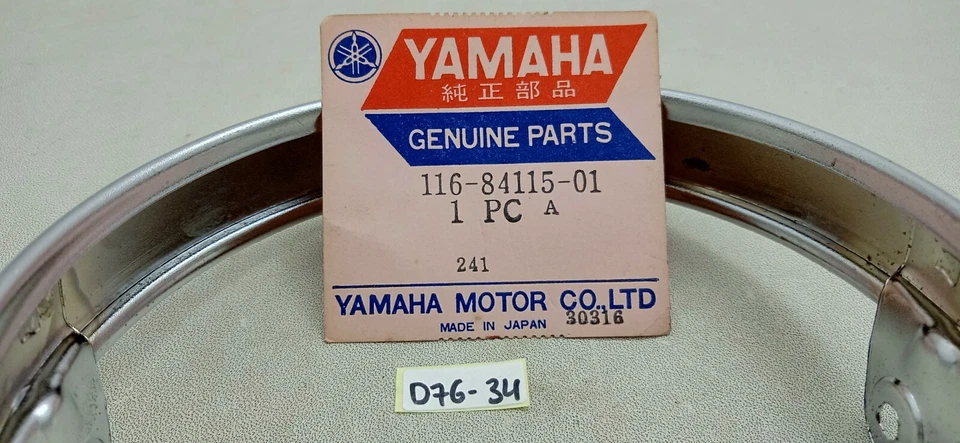 YAMAHA
純正部品
GENUINE PARTS
116-84115-01
1 PC A
241
YAMAHA MOTOR CO.,LTD
MADE IN JAPAN 30316
D76-34